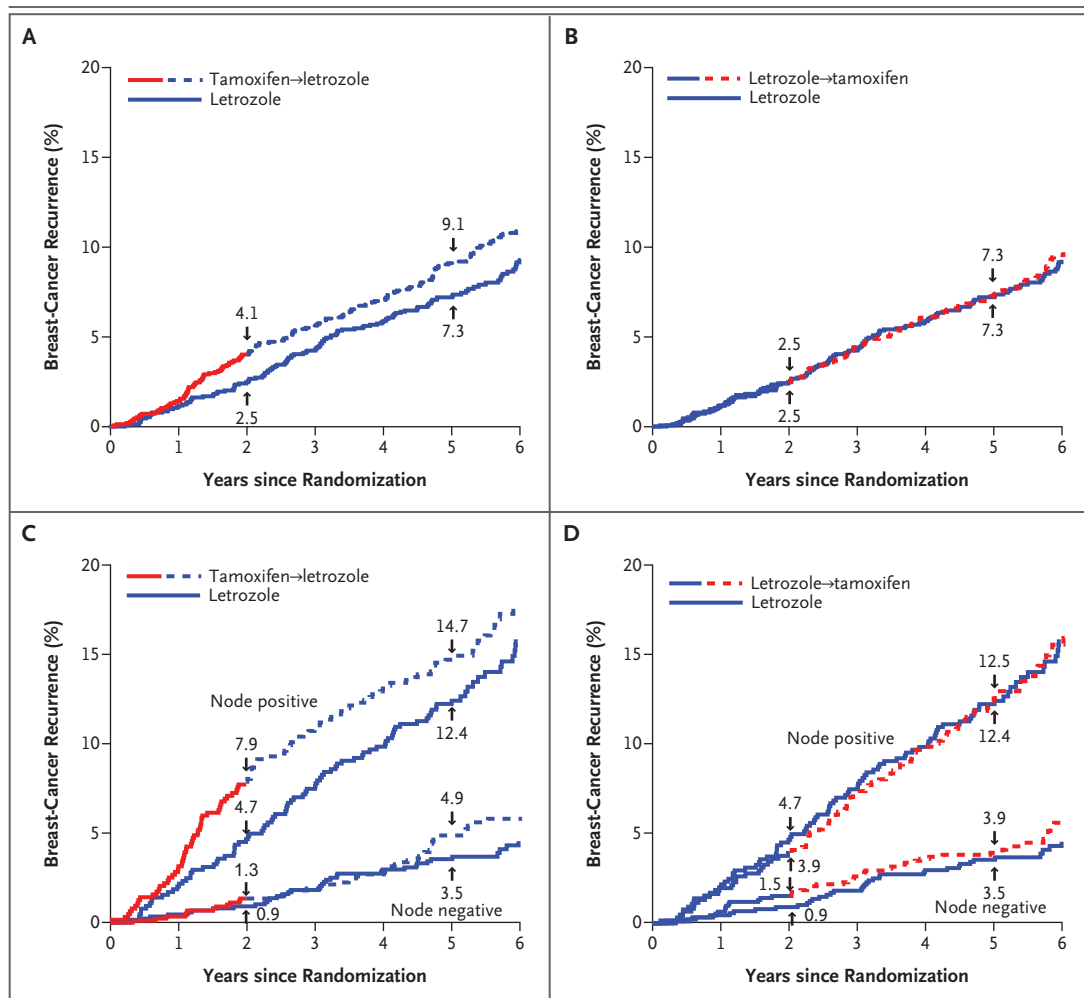 A
20
15
10
5
0
Breast-Cancer Recurrence (%)
Tamoxifen→letrozole
Letrozole
4.1
2.5
9.1
7.3
0 1 2 3 4 5 6
Years since Randomization
B
20
15
10
5
0
Breast-Cancer Recurrence (%)
Letrozole→tamoxifen
Letrozole
2.5
2.5
7.3
7.3
0 1 2 3 4 5 6
Years since Randomization
C
20
15
10
5
0
Breast-Cancer Recurrence (%)
Tamoxifen→letrozole
Letrozole
Node positive
14.7
7.9
12.4
4.7
4.9
1.3
0.9
3.5
Node negative
0 1 2 3 4 5 6
Years since Randomization
D
20
15
10
5
0
Breast-Cancer Recurrence (%)
Letrozole→tamoxifen
Letrozole
12.5
Node positive
12.4
4.7
3.9
3.9
1.5
0.9
3.5
Node negative
0 1 2 3 4 5 6
Years since Randomization